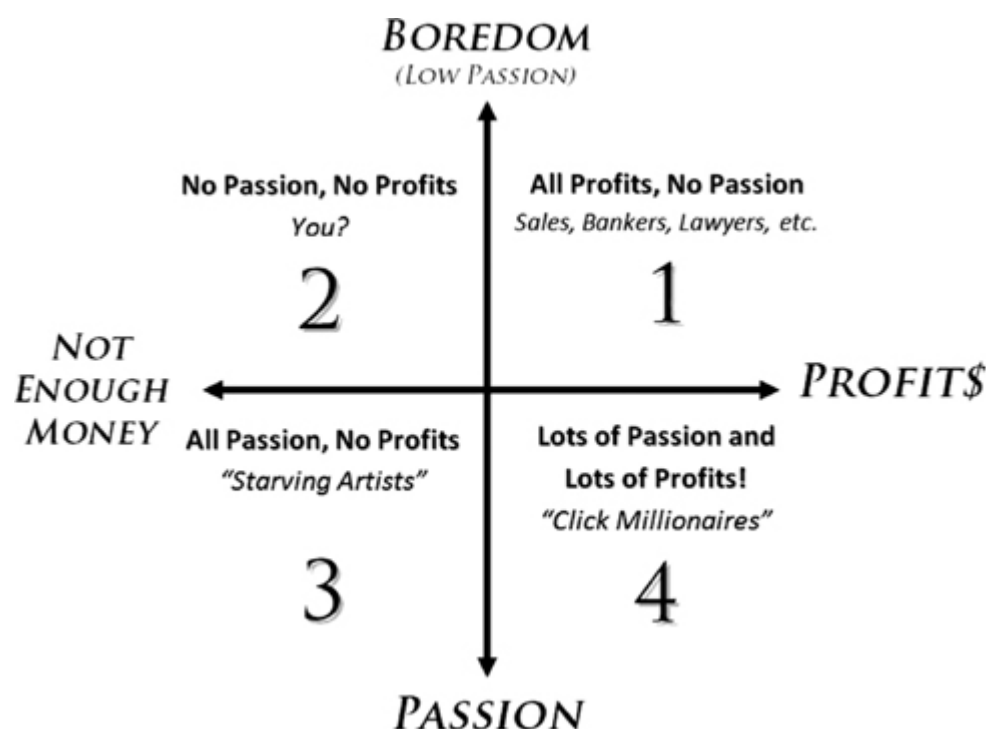 BOREDOM
(LOW PASSION)
No Passion, No Profits
You?
2
All Profits, No Passion
Sales, Bankers, Lawyers, etc.
1
NOT
ENOUGH
MONEY
PROFIT$
All Passion, No Profits
“Starving Artists”
3
Lots of Passion and
Lots of Profits!
“Click Millionaires”
4
PASSION